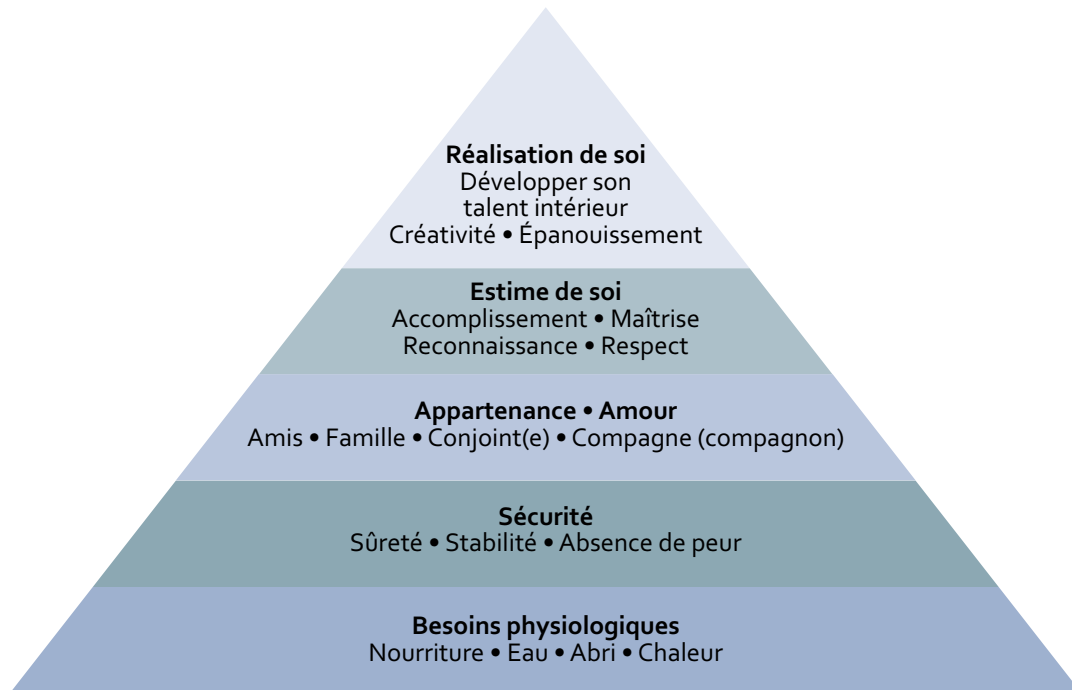 Réalisation de soi
Développer son
talent intérieur
Créativité • Épanouissement
Estime de soi
Accomplissement • Maîtrise
Reconnaissance • Respect
Appartenance • Amour
Amis • Famille • Conjoint(e) • Compagne (compagnon)
Sécurité
Sûreté • Stabilité • Absence de peur
Besoins physiologiques
Nourriture • Eau • Abri • Chaleur